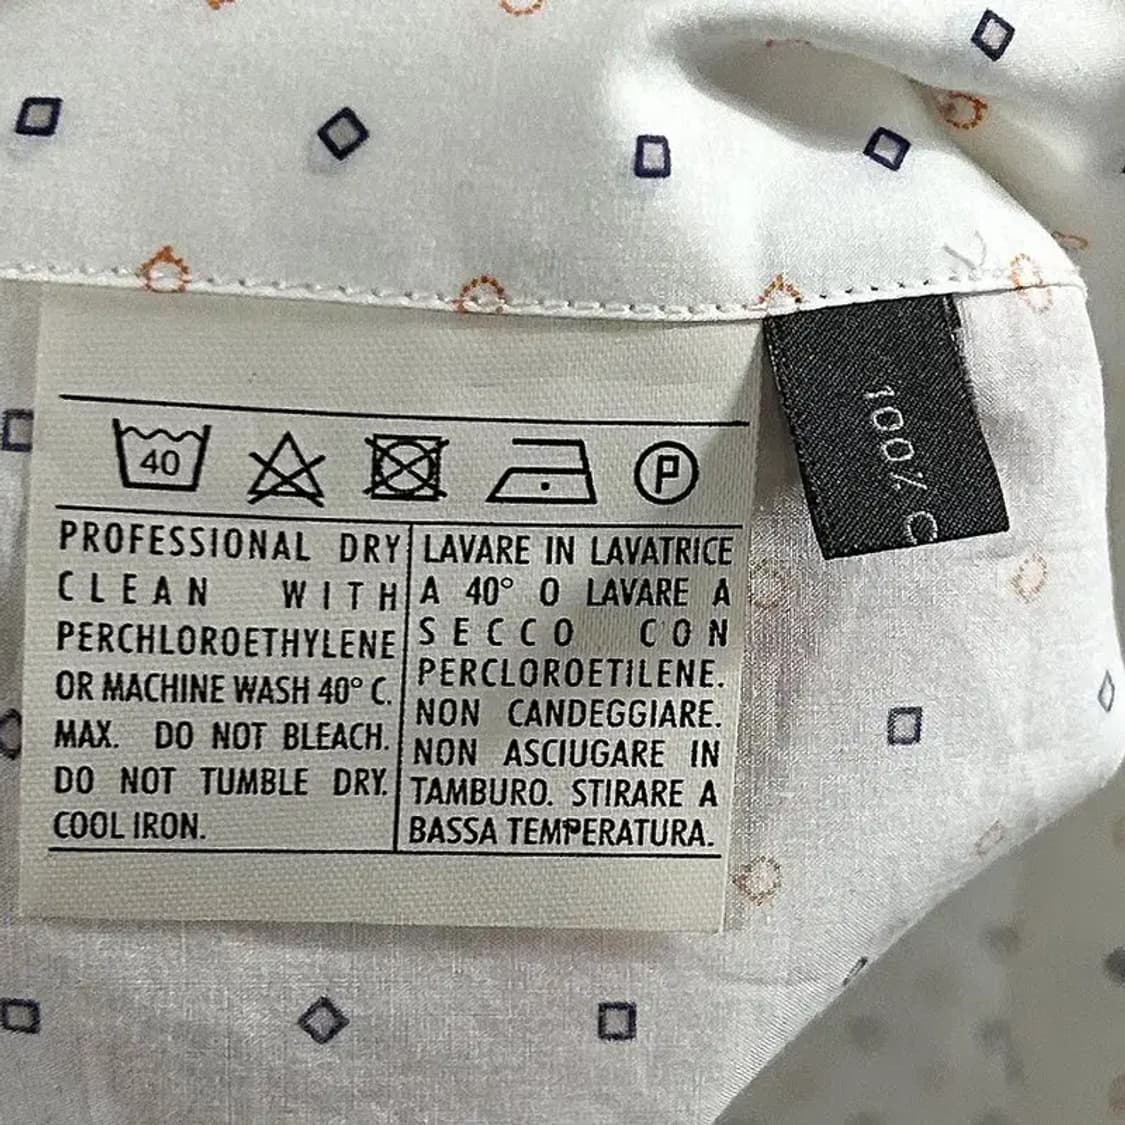 40
P
PROFESSIONAL DRY
CLEAN WITH
PERCHLOROETHYLENE
OR MACHINE WASH 40° C.
MAX. DO NOT BLEACH.
DO NOT TUMBLE DRY.
COOL IRON.
LAVARE IN LAVATRICE
A 40° O LAVARE A
SECCO CON
PERCLOROETILENE.
NON CANDEGGIARE.
NON ASCIUGARE IN
TAMBURO. STIRARE A
BASSA TEMPERATURA.
100% C